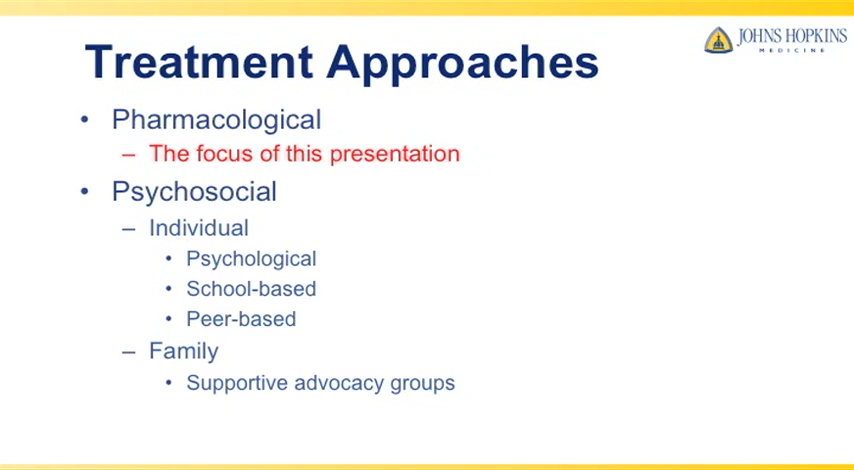 JOHNS HOPKINS
MEDICINE
Treatment Approaches
• Pharmacological
– The focus of this presentation
• Psychosocial
– Individual
• Psychological
• School-based
• Peer-based
– Family
• Supportive advocacy groups